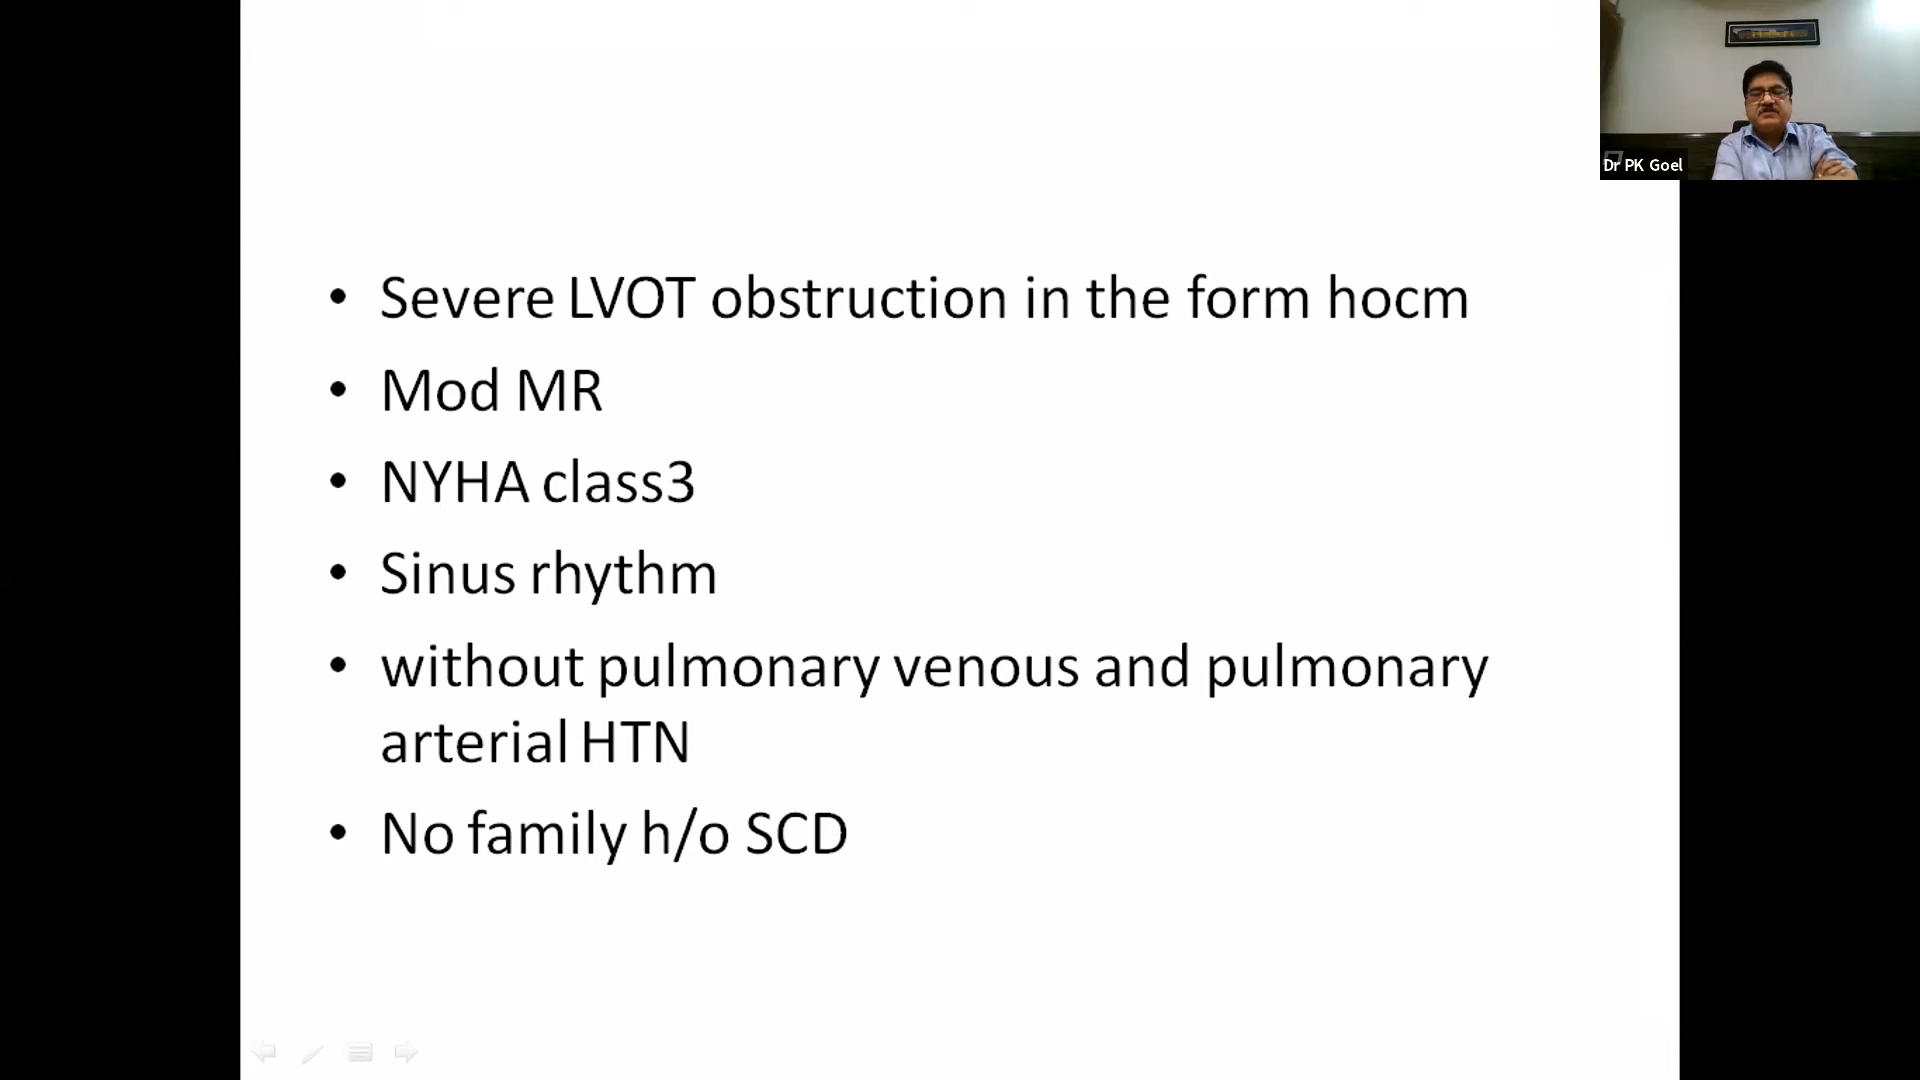 Dr PK Goel
• Severe LVOT obstruction in the form hocm
• Mod MR
• NYHA class3
• Sinus rhythm
• without pulmonary venous and pulmonary
arterial HTN
• No family h/o SCD